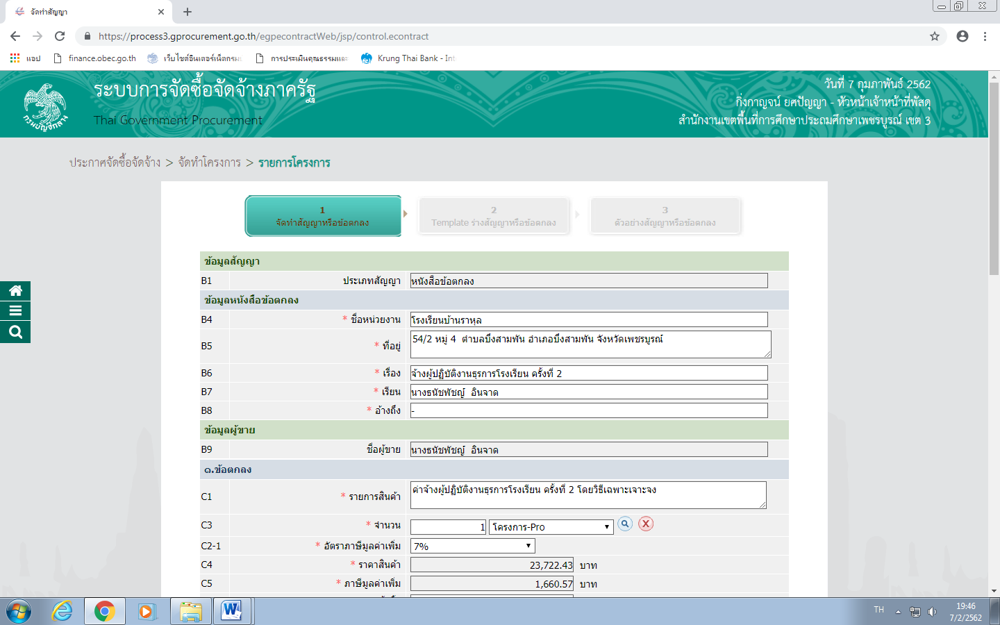 จัดทำสัญญา
https://process3.gprocurement.go.th/egpecontractWeb/jsp/control.econtract
แอป finance.obec.go.th เว็บไซต์อินเตอร์เน็ตกรม การประเมินคุณธรรมและ Krung Thai Bank - Int
ระบบการจัดซื้อจัดจ้างภาครัฐ
Thai Government Procurement
กรมบัญชีกลาง
วันที่ 7 กุมภาพันธ์ 2562
กิ่งกาญจน์ ยศปัญญา - หัวหน้าเจ้าหน้าที่พัสดุ
สำนักงานเขตพื้นที่การศึกษาประถมศึกษาเพชรบูรณ์ เขต 3
ประกาศจัดซื้อจัดจ้าง > จัดทำโครงการ > รายการโครงการ
1
จัดทำสัญญาหรือข้อตกลง
2
Template ร่างสัญญาหรือข้อตกลง
3
ตัวอย่างสัญญาหรือข้อตกลง
ข้อมูลสัญญา
B1 ประเภทสัญญา หนังสือข้อตกลง
ข้อมูลหนังสือข้อตกลง
B4 * ชื่อหน่วยงาน โรงเรียนบ้านราหุล
B5 * ที่อยู่ 54/2 หมู่ 4 ตำบลบึงสามพัน อำเภอบึงสามพัน จังหวัดเพชรบูรณ์
B6 * เรื่อง จ้างผู้ปฏิบัติงานธุรการโรงเรียน ครั้งที่ 2
B7 * เรียน นางธนัชพัชญ์ อินจาด
B8 * อ้างถึง -
ข้อมูลผู้ขาย
B9 ชื่อผู้ขาย นางธนัชพัชญ์ อินจาด
๑.ข้อตกลง
C1 * รายการสินค้า ค่าจ้างผู้ปฏิบัติงานธุรการโรงเรียน ครั้งที่ 2 โดยวิธีเฉพาะเจาะจง
C3 * จำนวน 1 โครงการ-Pro
C2-1 * อัตราภาษีมูลค่าเพิ่ม 7%
C4 * ราคาสินค้า 23,722.43 บาท
C5 * ภาษีมูลค่าเพิ่ม 1,660.57 บาท
TH
19:46
7/2/2562